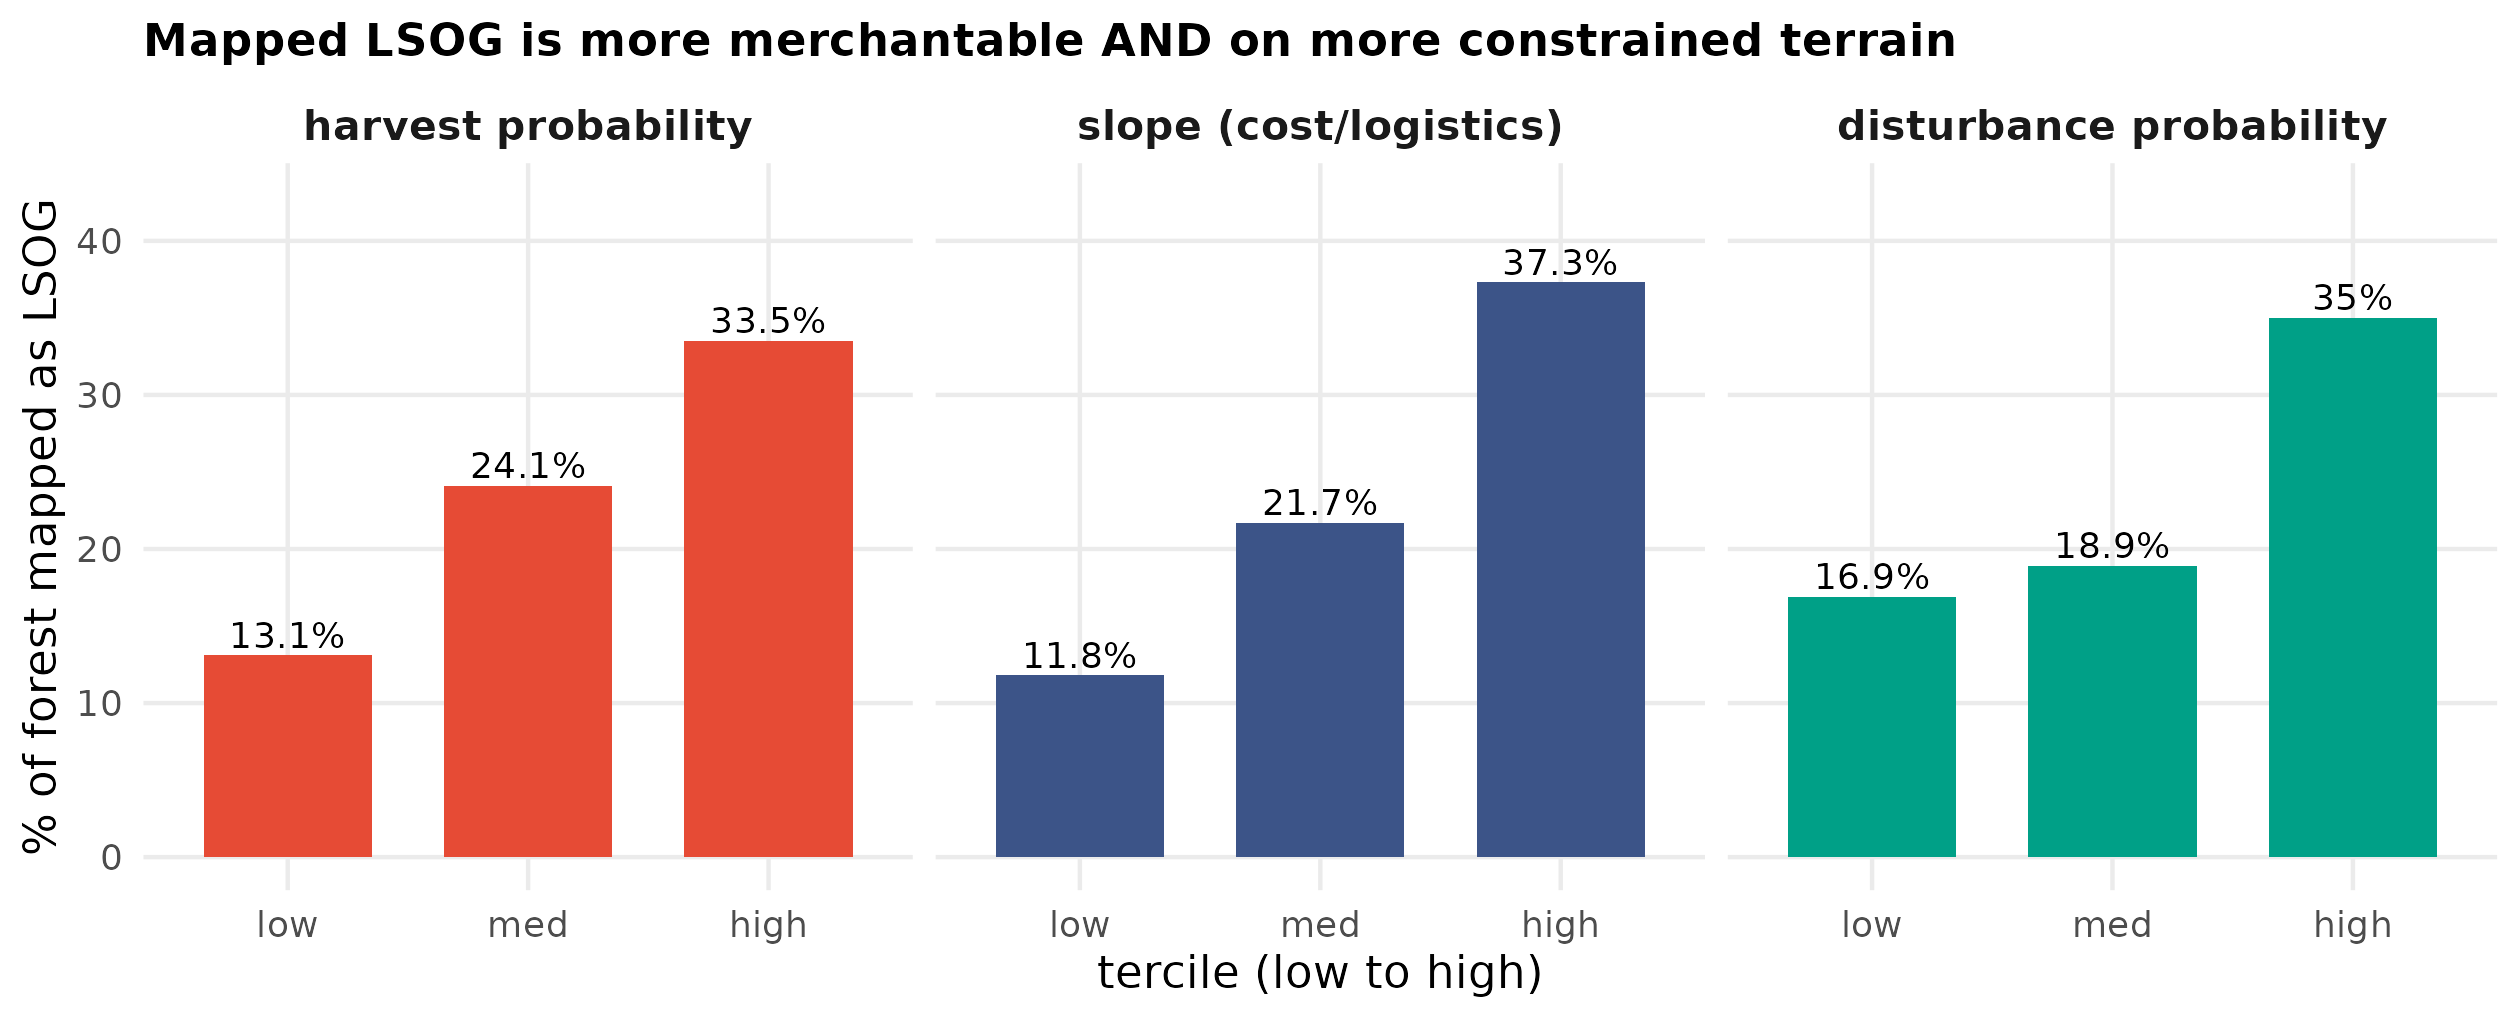 Mapped LSOG is more merchantable AND on more constrained terrain
harvest probability
slope (cost/logistics)
disturbance probability
% of forest mapped as LSOG
40
30
20
10
0
13.1%
24.1%
33.5%
11.8%
21.7%
37.3%
16.9%
18.9%
35%
low
med
high
low
med
high
low
med
high
tercile (low to high)